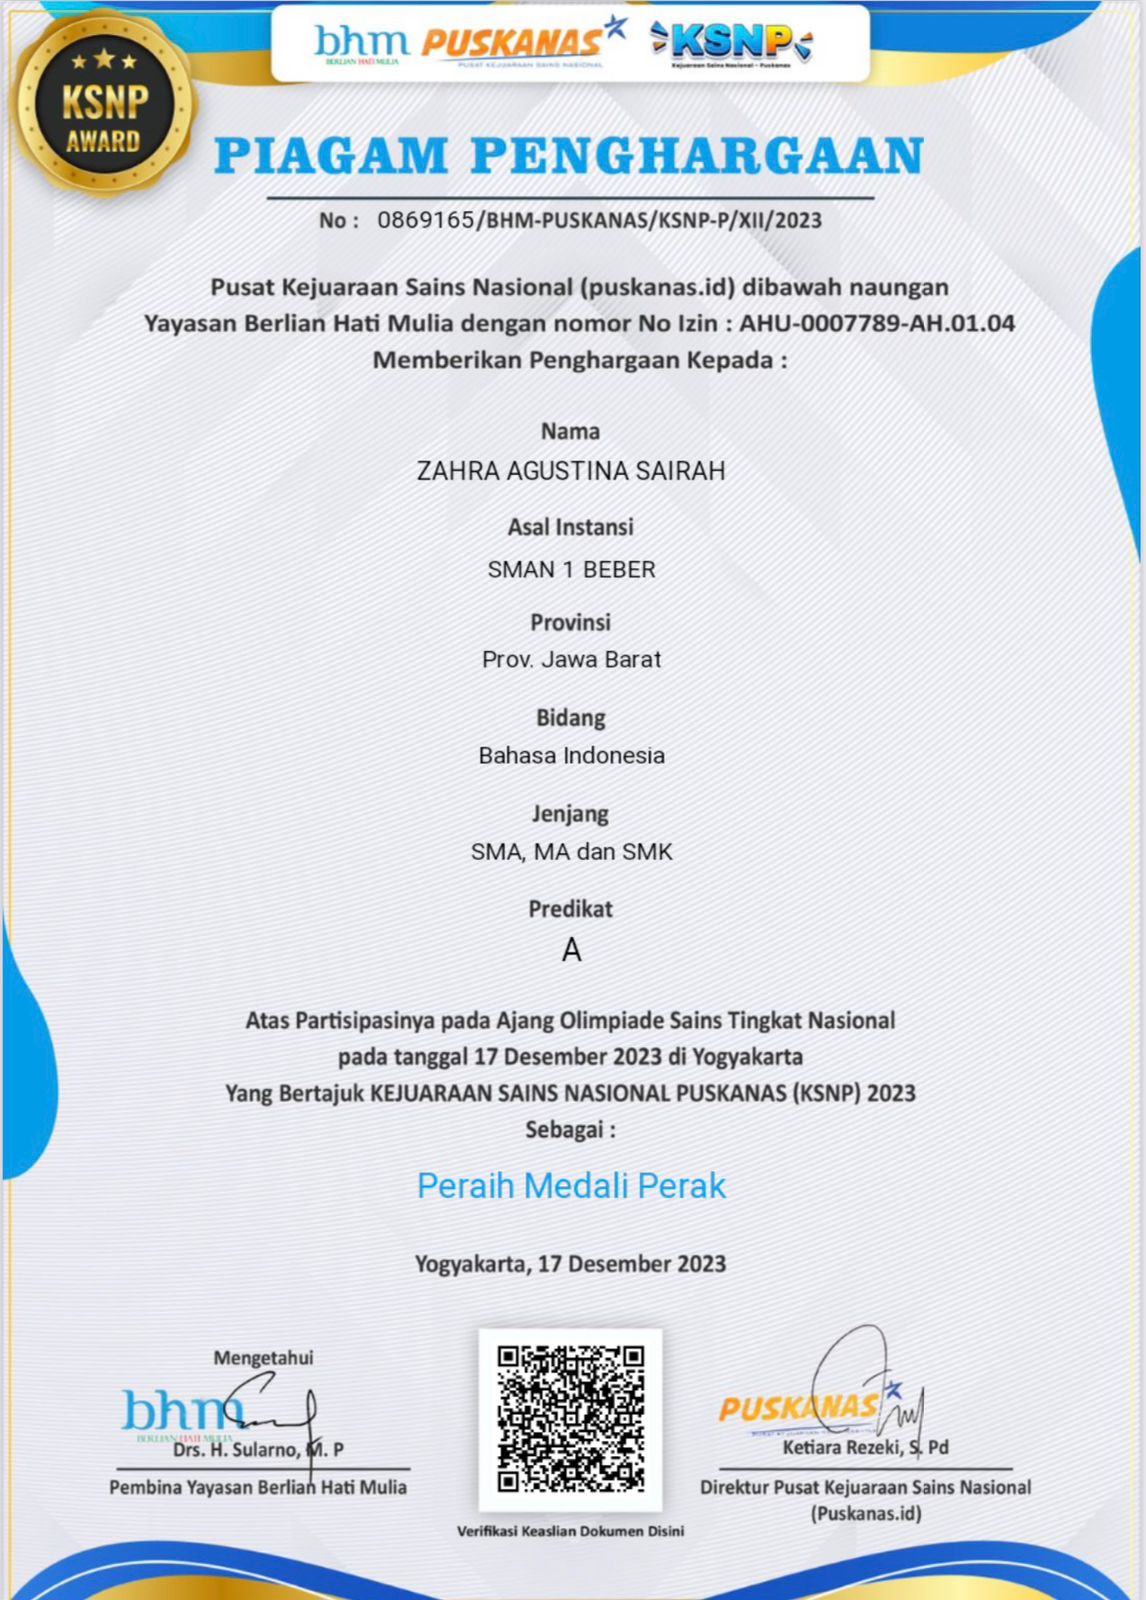 bhm PUSKANAS KSNP
BERLIAN HATI MULIA
PUSAT KEJUARAAN SAINS NASIONAL
Kejuaraan Sains Nasional - Puskanas
KSNP
AWARD
PIAGAM PENGHARGAAN
No : 0869165/BHM-PUSKANAS/KSNP-P/XII/2023
Pusat Kejuaraan Sains Nasional (puskanas.id) dibawah naungan
Yayasan Berlian Hati Mulia dengan nomor No Izin : AHU-0007789-AH.01.04
Memberikan Penghargaan Kepada :
Nama
ZAHRA AGUSTINA SAIRAH
Asal Instansi
SMAN 1 BEBER
Provinsi
Prov. Jawa Barat
Bidang
Bahasa Indonesia
Jenjang
SMA, MA dan SMK
Predikat
A
Atas Partisipasinya pada Ajang Olimpiade Sains Tingkat Nasional
pada tanggal 17 Desember 2023 di Yogyakarta
Yang Bertajuk KEJUARAAN SAINS NASIONAL PUSKANAS (KSNP) 2023
Sebagai :
Peraih Medali Perak
Yogyakarta, 17 Desember 2023
Mengetahui
bhm
BERLIAN HATI MULIA
Drs. H. Sularno, M. P
Pembina Yayasan Berlian Hati Mulia
Verifikasi Keaslian Dokumen Disini
PUSKANAS
Ketiara Rezeki, S. Pd
Direktur Pusat Kejuaraan Sains Nasional
(Puskanas.id)